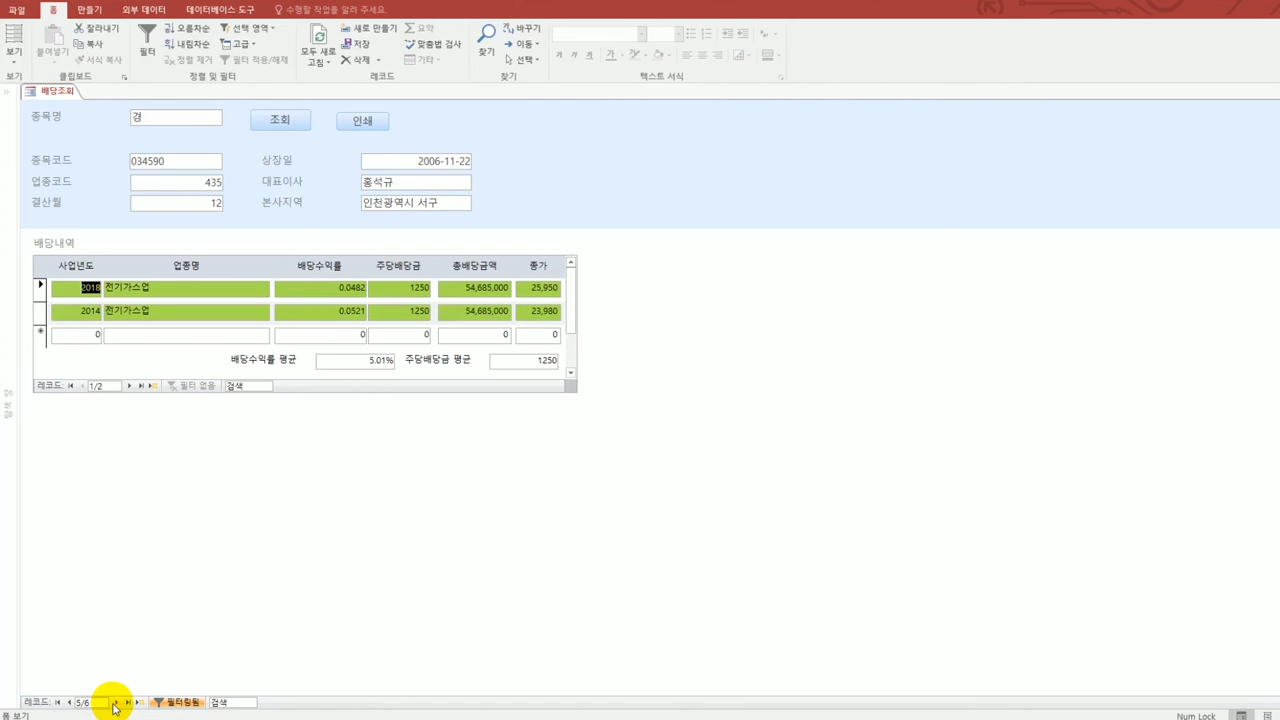 파일 홈 만들기 외부 데이터 데이터베이스 도구 수행할 작업을 알려 주세요.
보기 붙여넣기 잘라내기 복사 서식 복사 필터 오름차순 내림차순 정렬 제거 선택 영역 고급 필터 적용/해제 모두 새로 고침 새로 만들기 저장 삭제 요약 맞춤법 검사 기타 찾기 바꾸기 이동 선택 가 가 가
보기 클립보드 정렬 및 필터 레코드 찾기 텍스트 서식
배당조회
종목명 경 조회 인쇄
종목코드 034590 상장일 2006-11-22
업종코드 435 대표이사 홍석규
결산월 12 본사지역 인천광역시 서구
배당내역
사업년도 업종명 배당수익률 주당배당금 총배당금액 종가
2018 전기가스업 0.0482 1250 54,685,000 25,950
2014 전기가스업 0.0521 1250 54,685,000 23,980
0 0 0 0 0
배당수익률 평균 5.01% 주당배당금 평균 1250
레코드: 1/2 필터 없음 검색
레코드: 5/6 필터링됨 검색
폼 보기 Num Lock